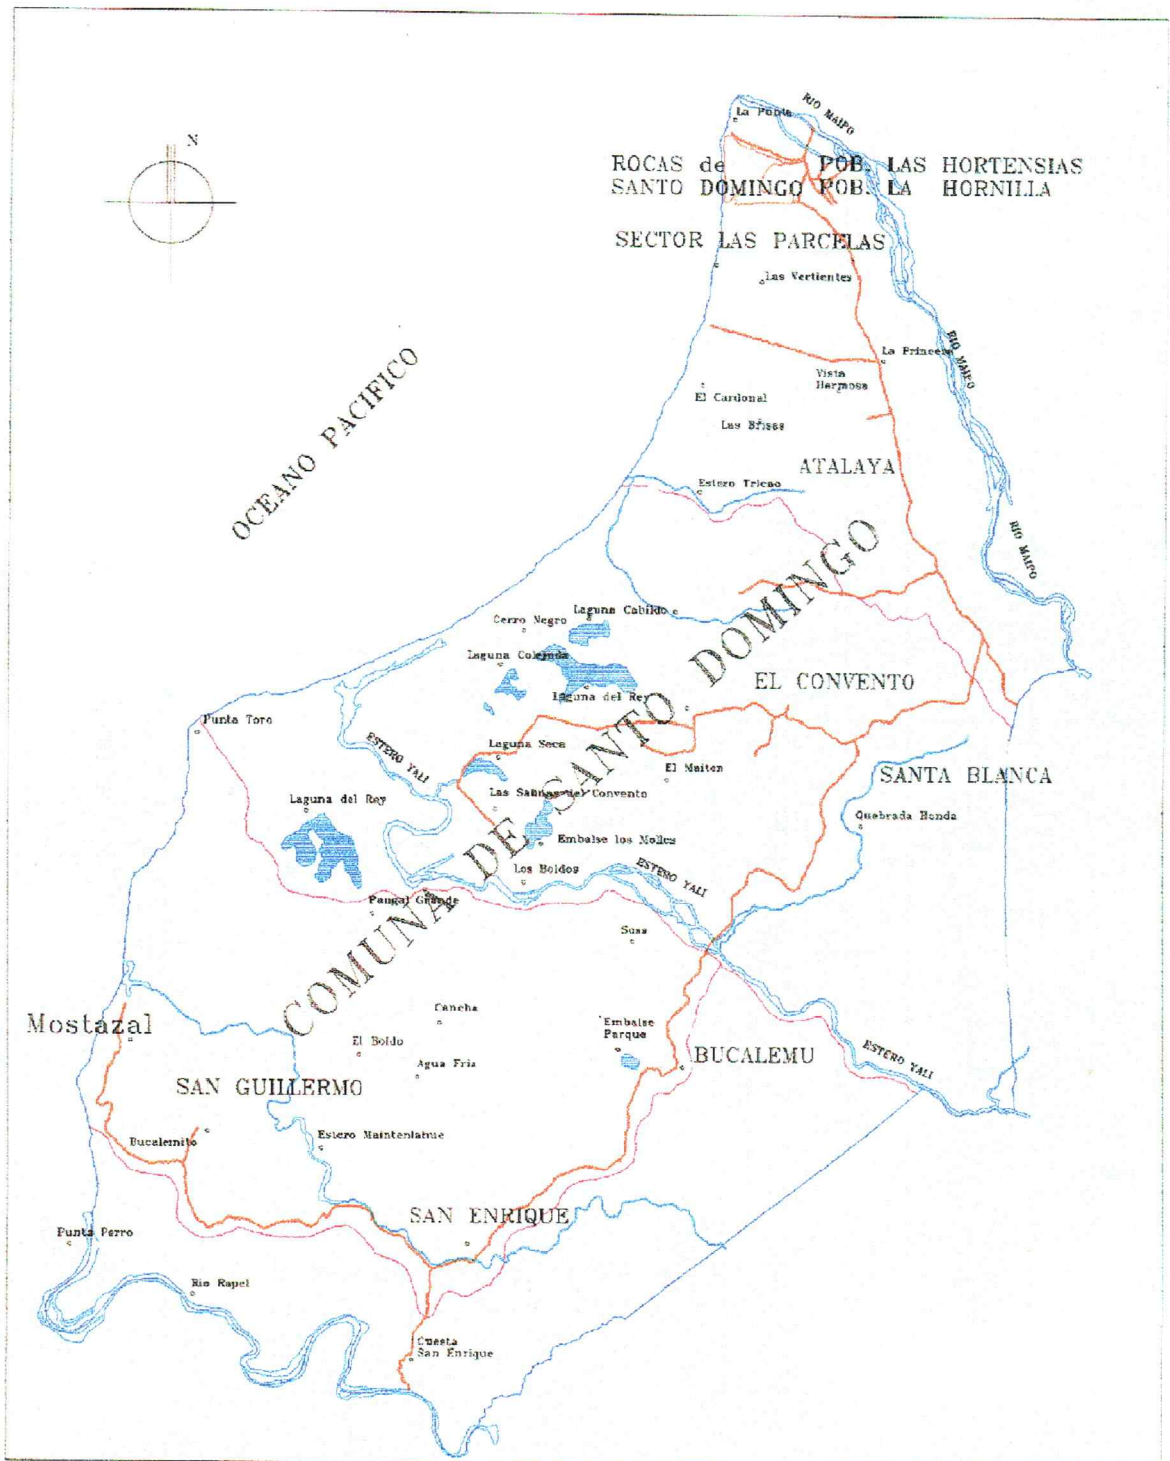 N
La Punta
RIO MAIPO
ROCAS de
SANTO DOMINGO
POB. LAS HORTENSIAS
POB. LA HORNILLA
SECTOR LAS PARCELAS
Las Vertientes
RIO MAIPO
La Princesa
Vista
Hermosa
El Cardonal
Las Brisas
OCEANO PACIFICO
ATALAYA
Estero Tricao
RIO MAIPO
COMUNA DE SANTO DOMINGO
Laguna Cabildo
Cerro Negro
Laguna Colejuda
Laguna del Rey
EL CONVENTO
Punta Toro
ESTERO YALI
Laguna Seca
El Maiten
SANTA BLANCA
Laguna del Rey
Las Salinas del Convento
Quebrada Honda
Embalse los Molles
Los Boldos
ESTERO YALI
Pangal Grande
Sosa
Cancha
Mostazal
Embalse
Parque
El Boldo
Agua Fria
BUCALEMU
ESTERO YALI
SAN GUILLERMO
Bucalemito
Estero Maintenlahue
SAN ENRIQUE
Punta Perro
Rio Rapel
Cuesta
San Enrique